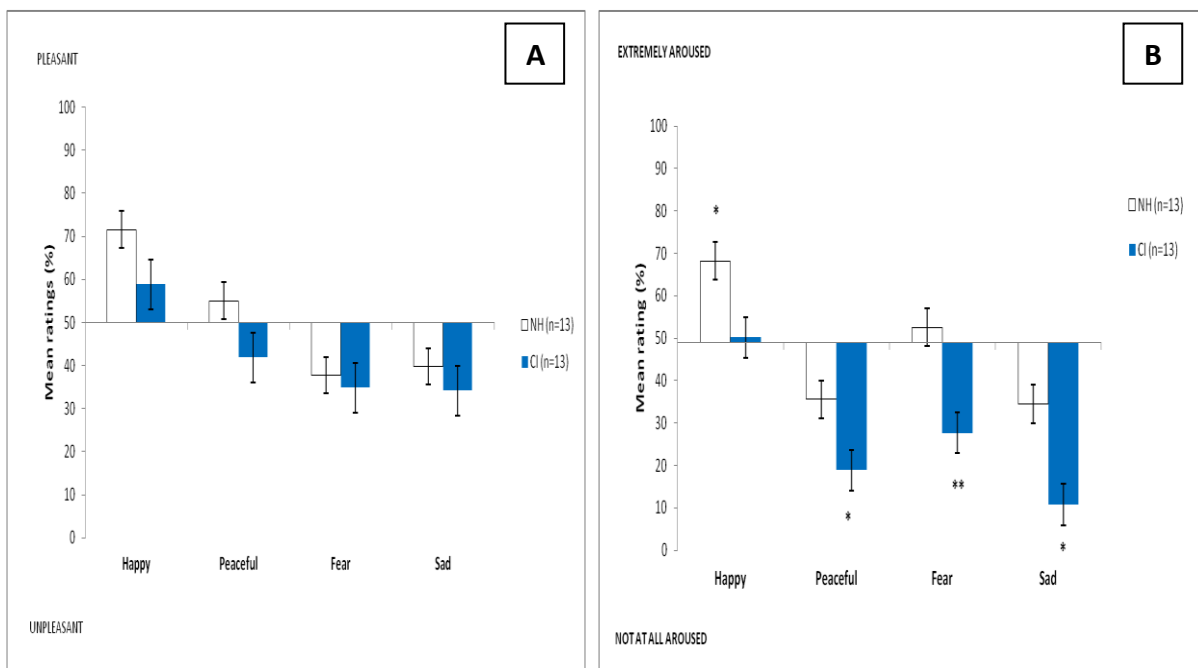 A
PLEASANT
100
90
80
70
60
50
40
30
20
10
0
Mean ratings (%)
Happy Peaceful Fear Sad
NH (n=13)
CI (n=13)
UNPLEASANT
B
EXTREMELY AROUSED
100
90
80
70
60
50
40
30
20
10
0
Mean rating (%)
*
*
**
*
Happy Peaceful Fear Sad
NH (n=13)
CI (n=13)
NOT AT ALL AROUSED